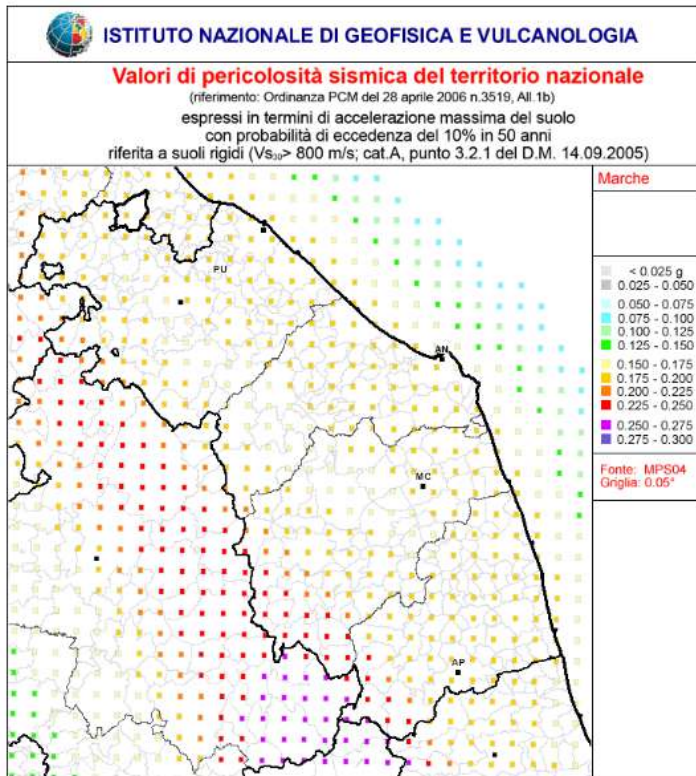 ISTITUTO NAZIONALE DI GEOFISICA E VULCANOLOGIA
Valori di pericolosità sismica del territorio nazionale
(riferimento: Ordinanza PCM del 28 aprile 2006 n.3519, All.1b)
espressi in termini di accelerazione massima del suolo
con probabilità di eccedenza del 10% in 50 anni
riferita a suoli rigidi (Vs₃₀> 800 m/s; cat.A, punto 3.2.1 del D.M. 14.09.2005)
Marche
< 0.025 g
0.025 - 0.050
0.050 - 0.075
0.075 - 0.100
0.100 - 0.125
0.125 - 0.150
0.150 - 0.175
0.175 - 0.200
0.200 - 0.225
0.225 - 0.250
0.250 - 0.275
0.275 - 0.300
Fonte: MPS04
Griglia: 0.05°
PU
AN
MC
AP